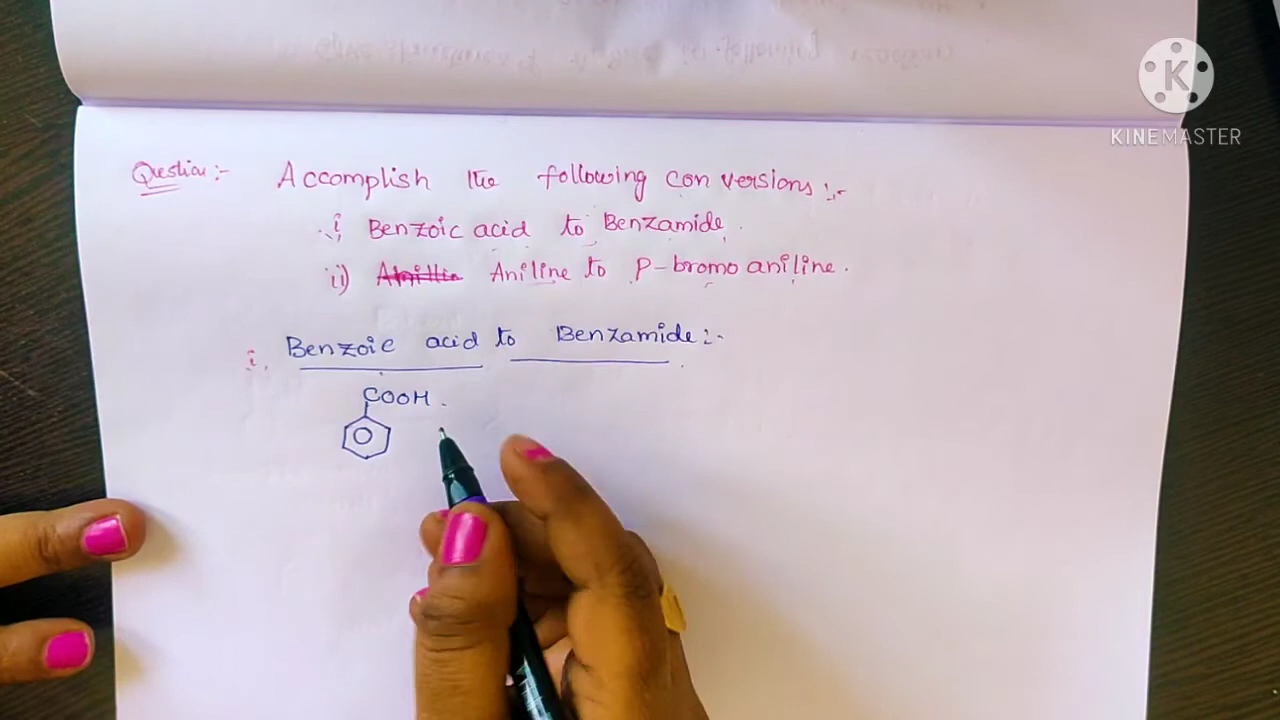 KINEMASTER
Question:- Accomplish the following conversions:-
i, Benzoic acid to Benzamide.
ii) Aniline to P-bromo aniline.
i. Benzoic acid to Benzamide:-
COOH